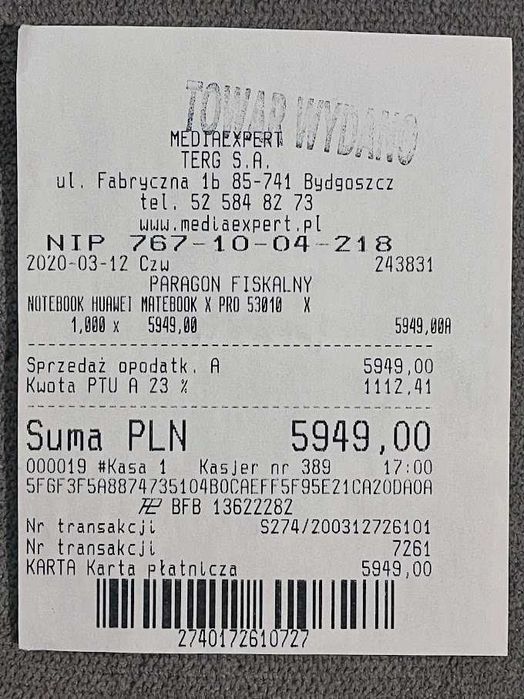 TOWAR WYDANO
MEDIAEXPERT
TERG S.A.
ul. Fabryczna 1b 85-741 Bydgoszcz
tel. 52 584 82 73
www.mediaexpert.pl
NIP 767-10-04-218
2020-03-12 Czw 243831
PARAGON FISKALNY
NOTEBOOK HUAWEI MATEBOOK X PRO 53010 X
1,000 x 5949,00 5949,00A
Sprzedaż opodatk. A 5949,00
Kwota PTU A 23 % 1112,41
Suma PLN 5949,00
000019 #Kasa 1 Kasjer nr 389 17:00
5F6F3F5A8874735104B0CAEFF5F95E21CA20DA0A
BFB 13622282
Nr transakcji S274/200312726101
Nr transakcji 7261
KARTA Karta płatnicza 5949,00
2740172610727